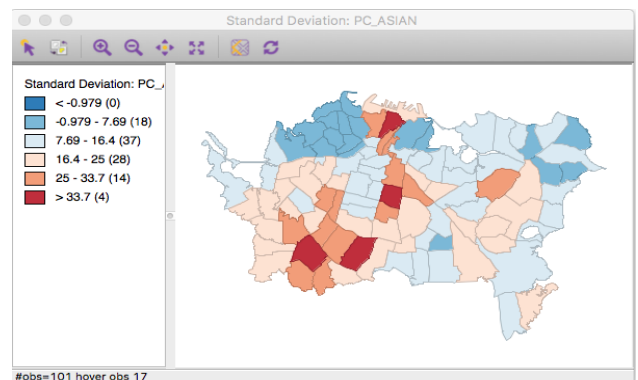 Standard Deviation: PC_ASIAN
Standard Deviation: PC_
< -0.979 (0)
-0.979 - 7.69 (18)
7.69 - 16.4 (37)
16.4 - 25 (28)
25 - 33.7 (14)
> 33.7 (4)
#obs=101 hover obs 17